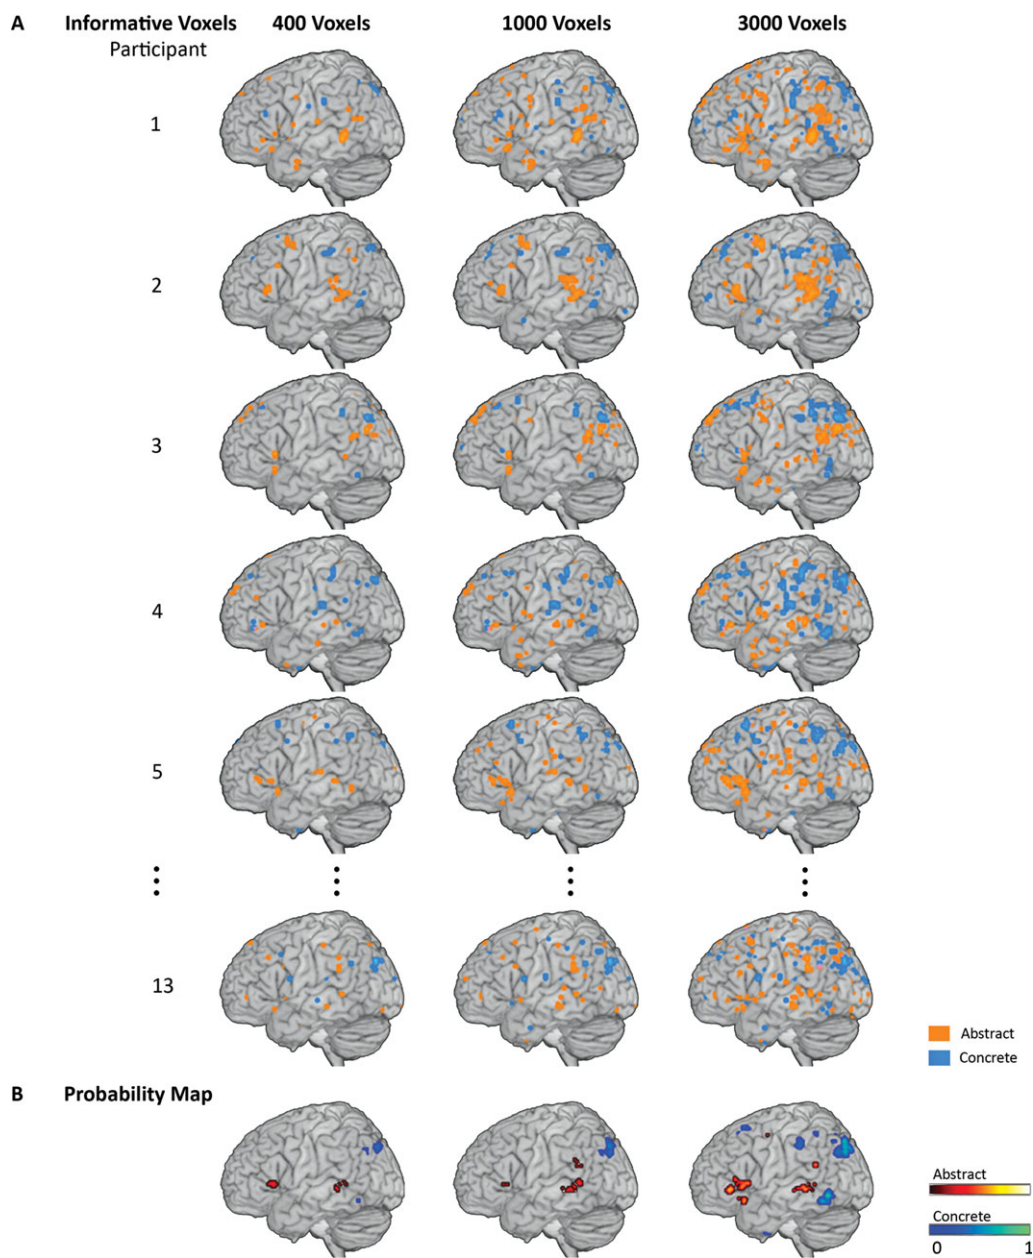 A Informative Voxels 400 Voxels 1000 Voxels 3000 Voxels
Participant
1
2
3
4
5
13
Abstract
Concrete
B Probability Map
Abstract
Concrete
0 1